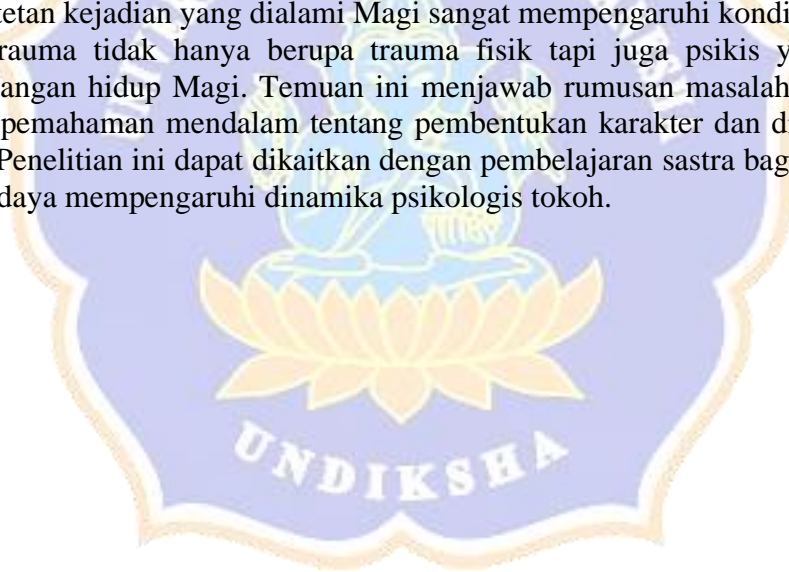 tetan kejadian yang dialami Magi sangat mempengaruhi kondi
rauma tidak hanya berupa trauma fisik tapi juga psikis y
angan hidup Magi. Temuan ini menjawab rumusan masalah
pemahaman mendalam tentang pembentukan karakter dan di
Penelitian ini dapat dikaitkan dengan pembelajaran sastra bag
daya mempengaruhi dinamika psikologis tokoh.
UNDIKSHA